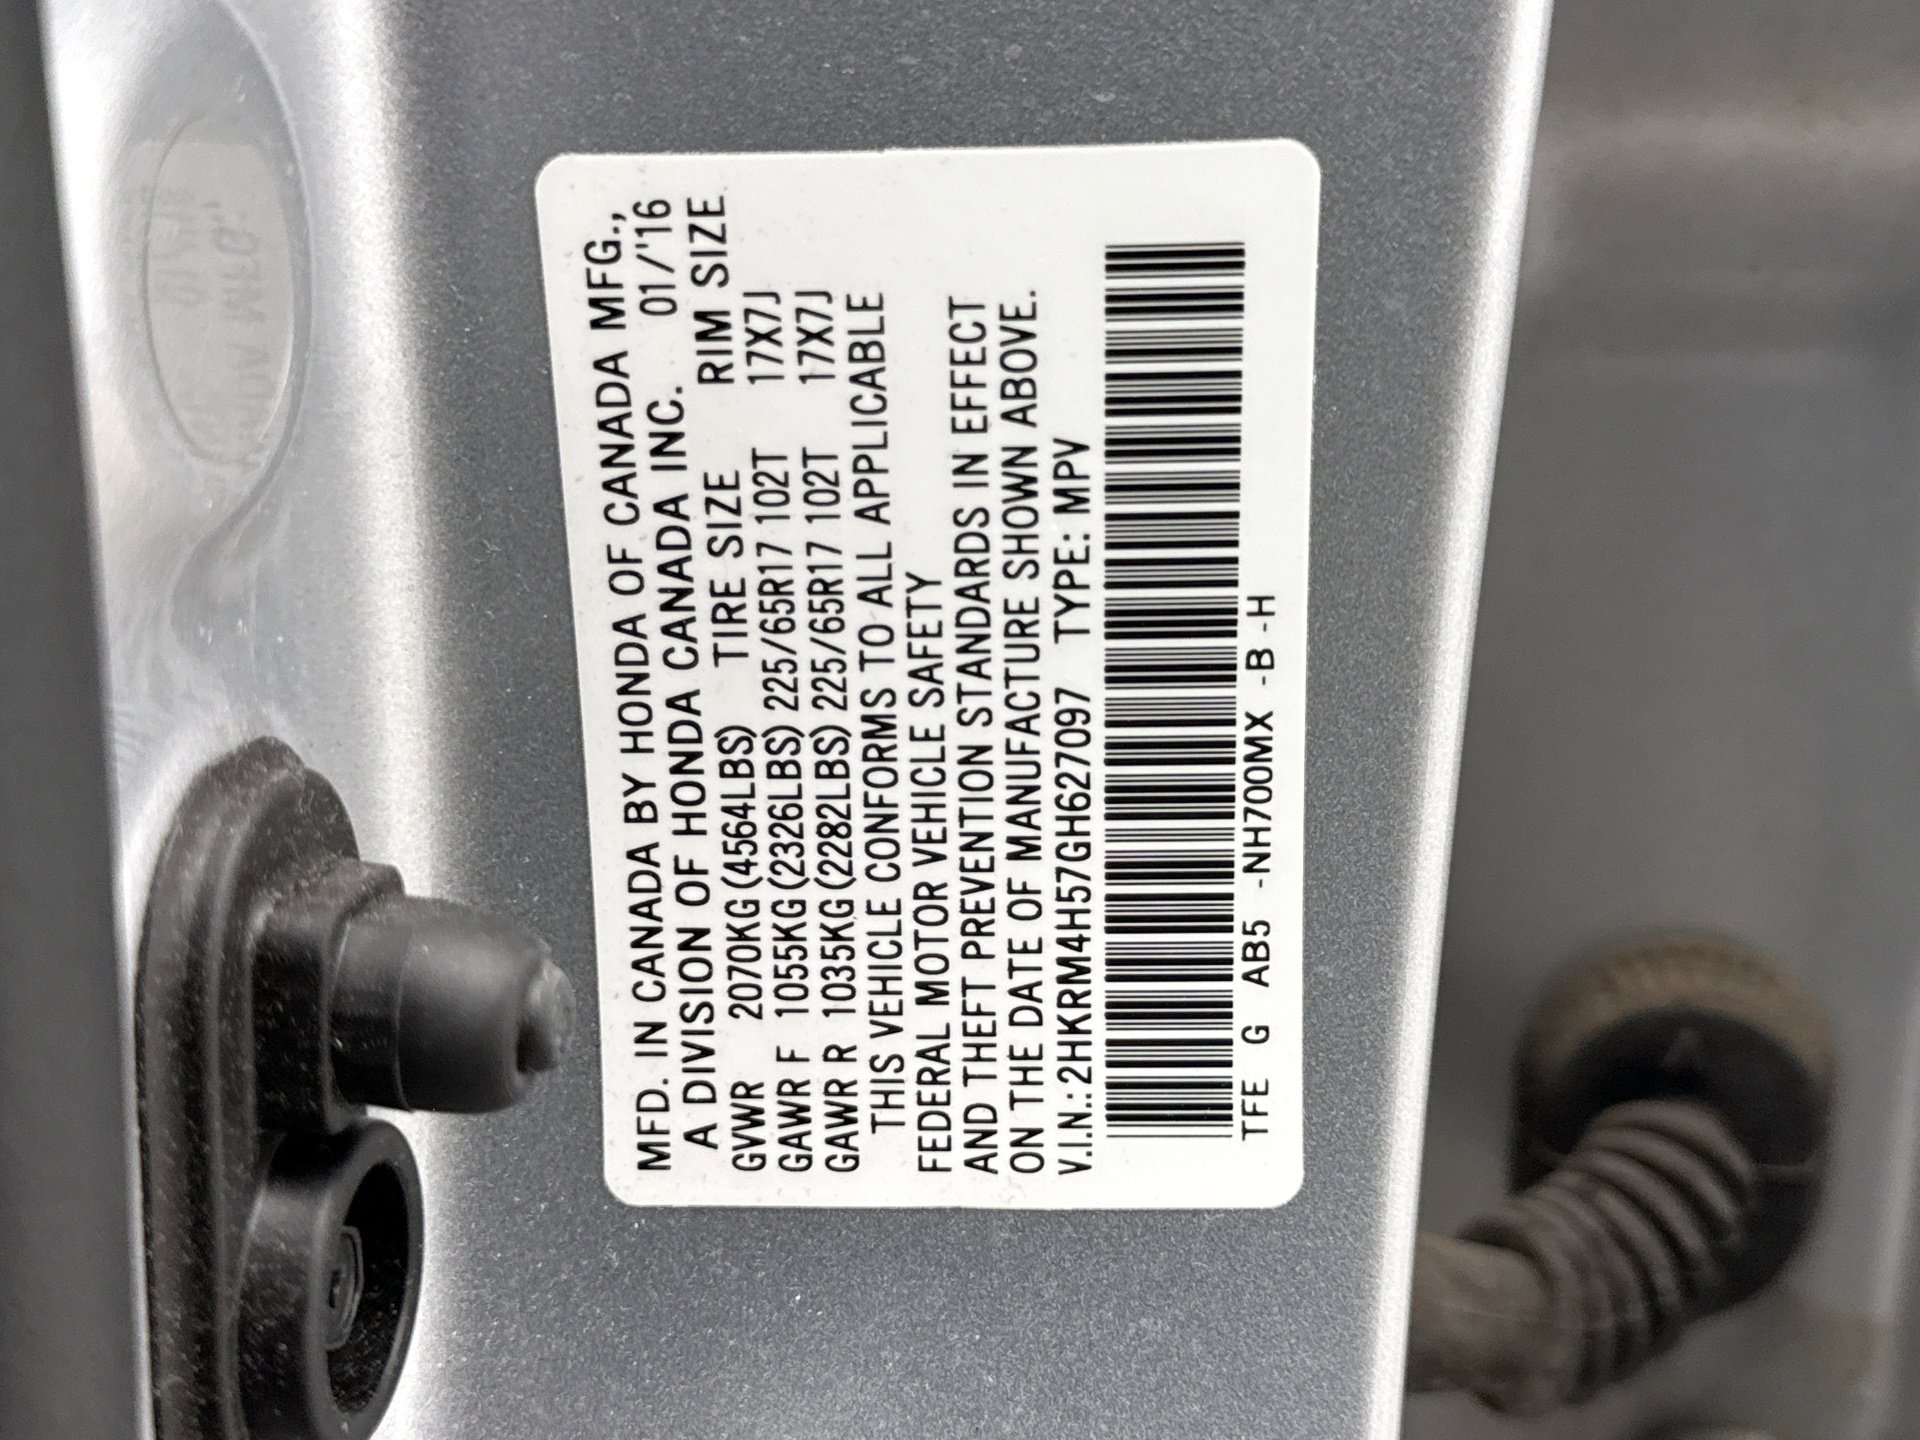 MFD. IN CANADA BY HONDA OF CANADA MFG.,
A DIVISION OF HONDA CANADA INC. 01/'16
GVWR 2070KG (4564LBS) TIRE SIZE RIM SIZE
GAWR F 1055KG (2326LBS) 225/65R17 102T 17X7J
GAWR R 1035KG (2282LBS) 225/65R17 102T 17X7J
THIS VEHICLE CONFORMS TO ALL APPLICABLE
FEDERAL MOTOR VEHICLE SAFETY
AND THEFT PREVENTION STANDARDS IN EFFECT
ON THE DATE OF MANUFACTURE SHOWN ABOVE.
V.I.N.: 2HKRM4H57GH627097 TYPE: MPV
TFE G AB5 -NH700MX -B -H